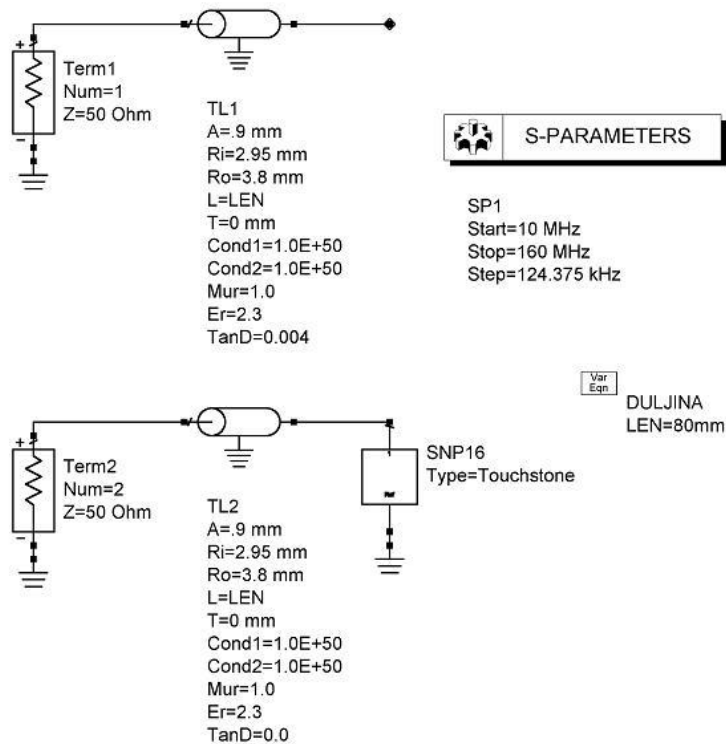 Term1
Num=1
Z=50 Ohm
TL1
A=.9 mm
Ri=2.95 mm
Ro=3.8 mm
L=LEN
T=0 mm
Cond1=1.0E+50
Cond2=1.0E+50
Mur=1.0
Er=2.3
TanD=0.004
S-PARAMETERS
SP1
Start=10 MHz
Stop=160 MHz
Step=124.375 kHz
Var
Eqn
DULJINA
LEN=80mm
Term2
Num=2
Z=50 Ohm
TL2
A=.9 mm
Ri=2.95 mm
Ro=3.8 mm
L=LEN
T=0 mm
Cond1=1.0E+50
Cond2=1.0E+50
Mur=1.0
Er=2.3
TanD=0.0
SNP16
Type=Touchstone
Ref